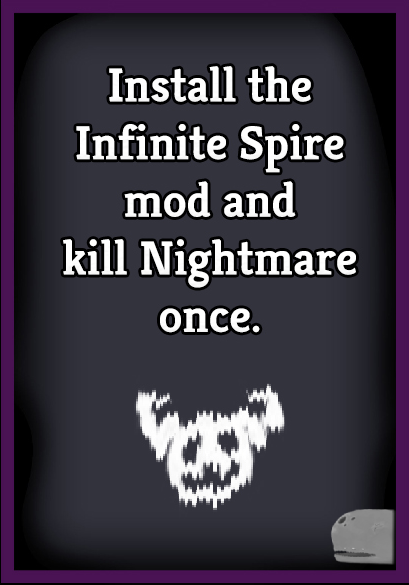 Install the
Infinite Spire
mod and
kill Nightmare
once.